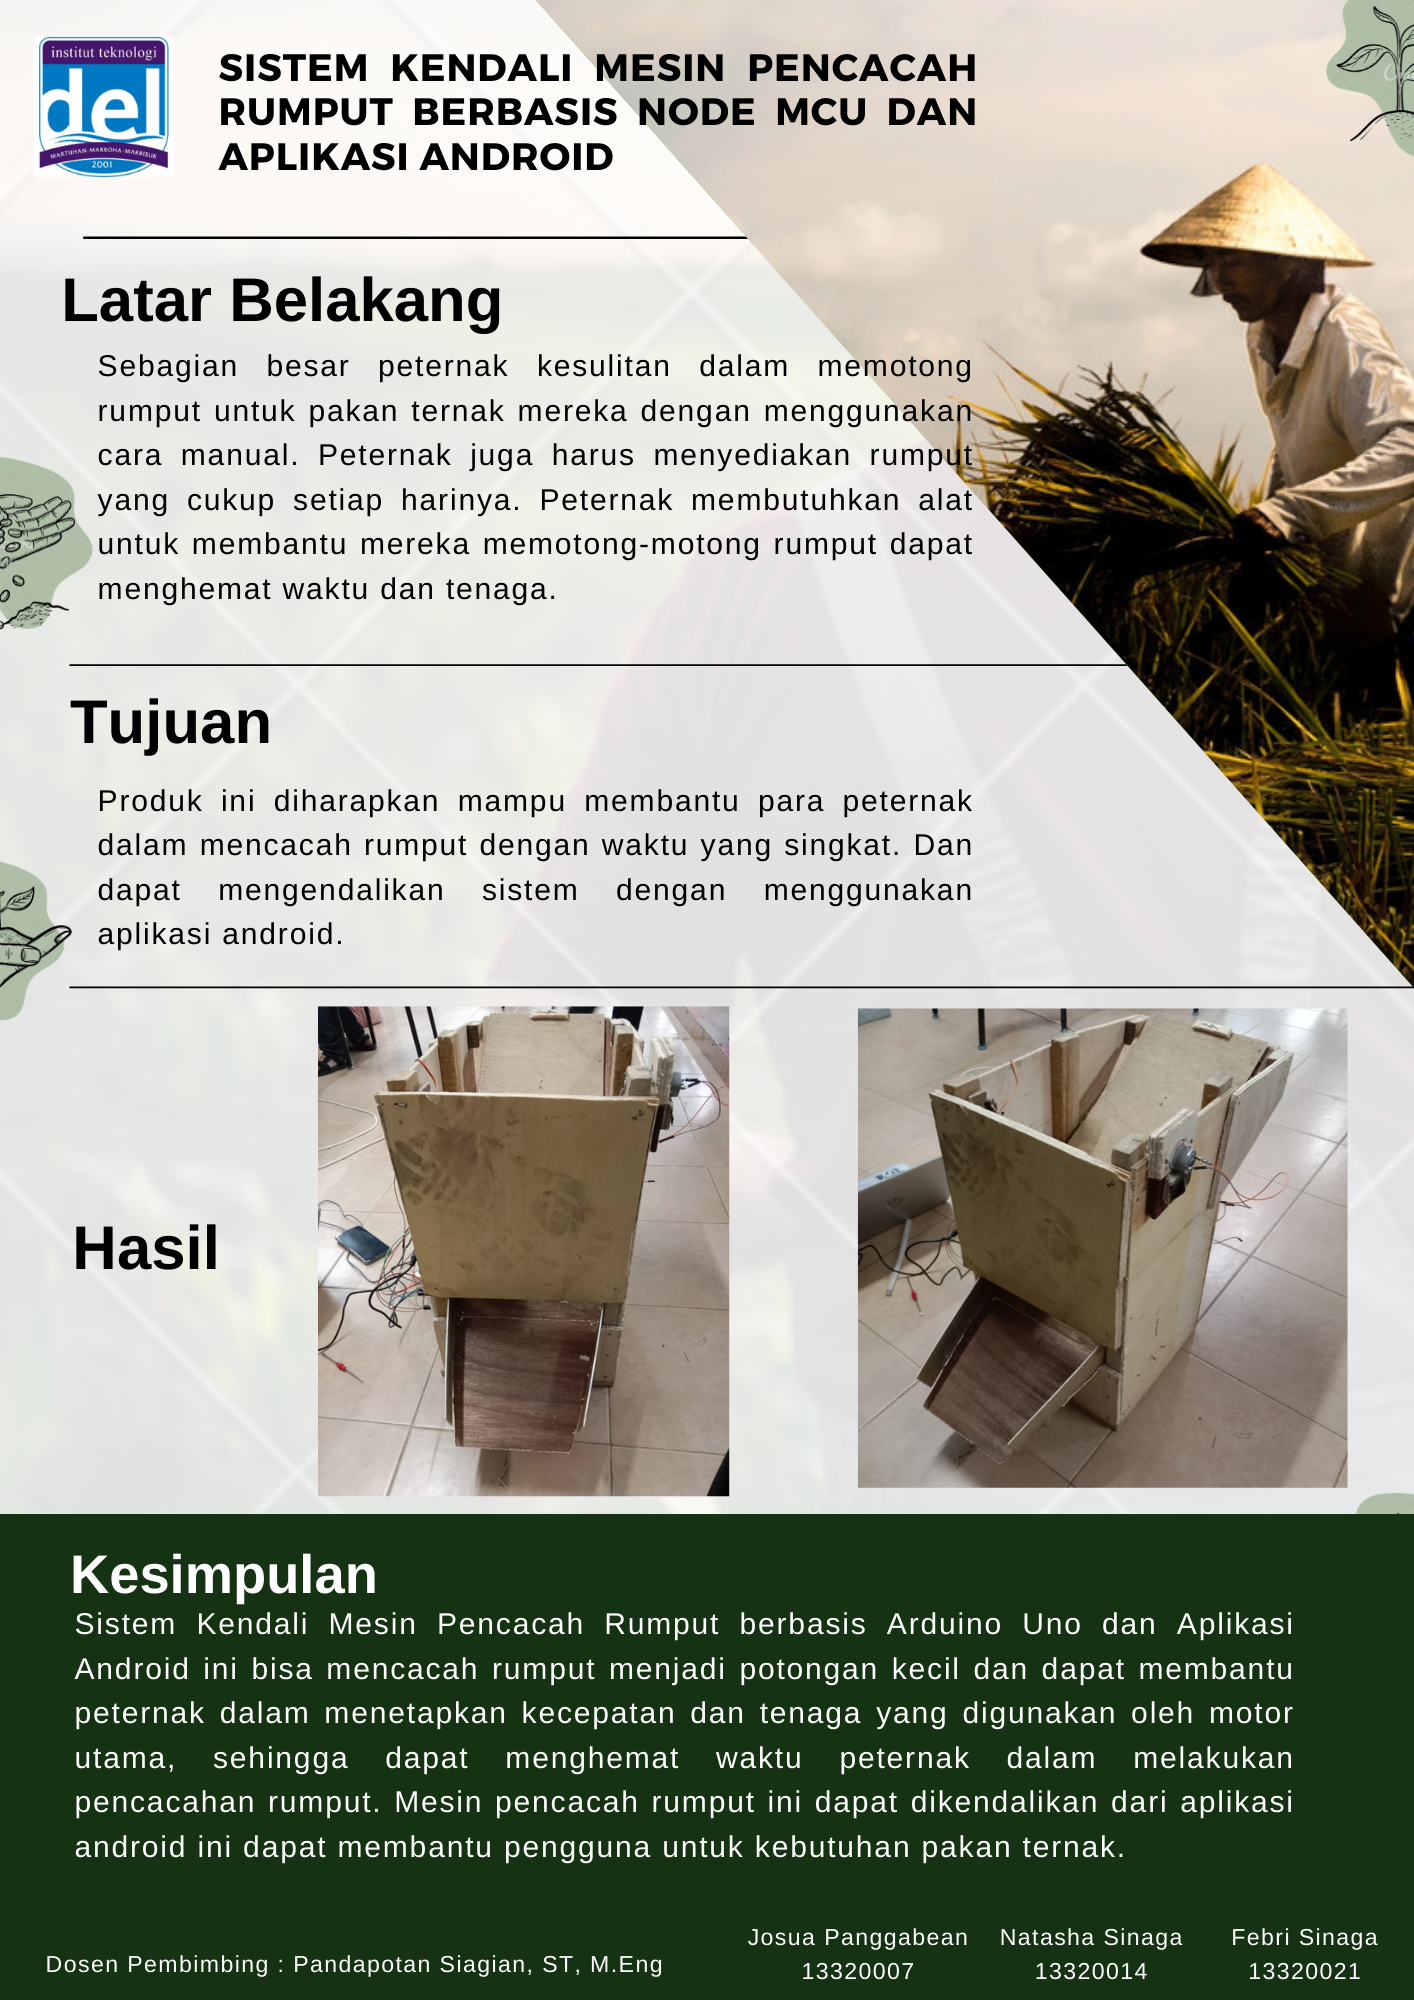 institut teknologi
del
MARTUHAN-MARROHA-MARBISUK
2001
SISTEM KENDALI MESIN PENCACAH
RUMPUT BERBASIS NODE MCU DAN
APLIKASI ANDROID
Latar Belakang
Sebagian besar peternak kesulitan dalam memotong
rumput untuk pakan ternak mereka dengan menggunakan
cara manual. Peternak juga harus menyediakan rumput
yang cukup setiap harinya. Peternak membutuhkan alat
untuk membantu mereka memotong-motong rumput dapat
menghemat waktu dan tenaga.
Tujuan
Produk ini diharapkan mampu membantu para peternak
dalam mencacah rumput dengan waktu yang singkat. Dan
dapat mengendalikan sistem dengan menggunakan
aplikasi android.
Hasil
Kesimpulan
Sistem Kendali Mesin Pencacah Rumput berbasis Arduino Uno dan Aplikasi
Android ini bisa mencacah rumput menjadi potongan kecil dan dapat membantu
peternak dalam menetapkan kecepatan dan tenaga yang digunakan oleh motor
utama, sehingga dapat menghemat waktu peternak dalam melakukan
pencacahan rumput. Mesin pencacah rumput ini dapat dikendalikan dari aplikasi
android ini dapat membantu pengguna untuk kebutuhan pakan ternak.
Dosen Pembimbing : Pandapotan Siagian, ST, M.Eng
Josua Panggabean
13320007
Natasha Sinaga
13320014
Febri Sinaga
13320021